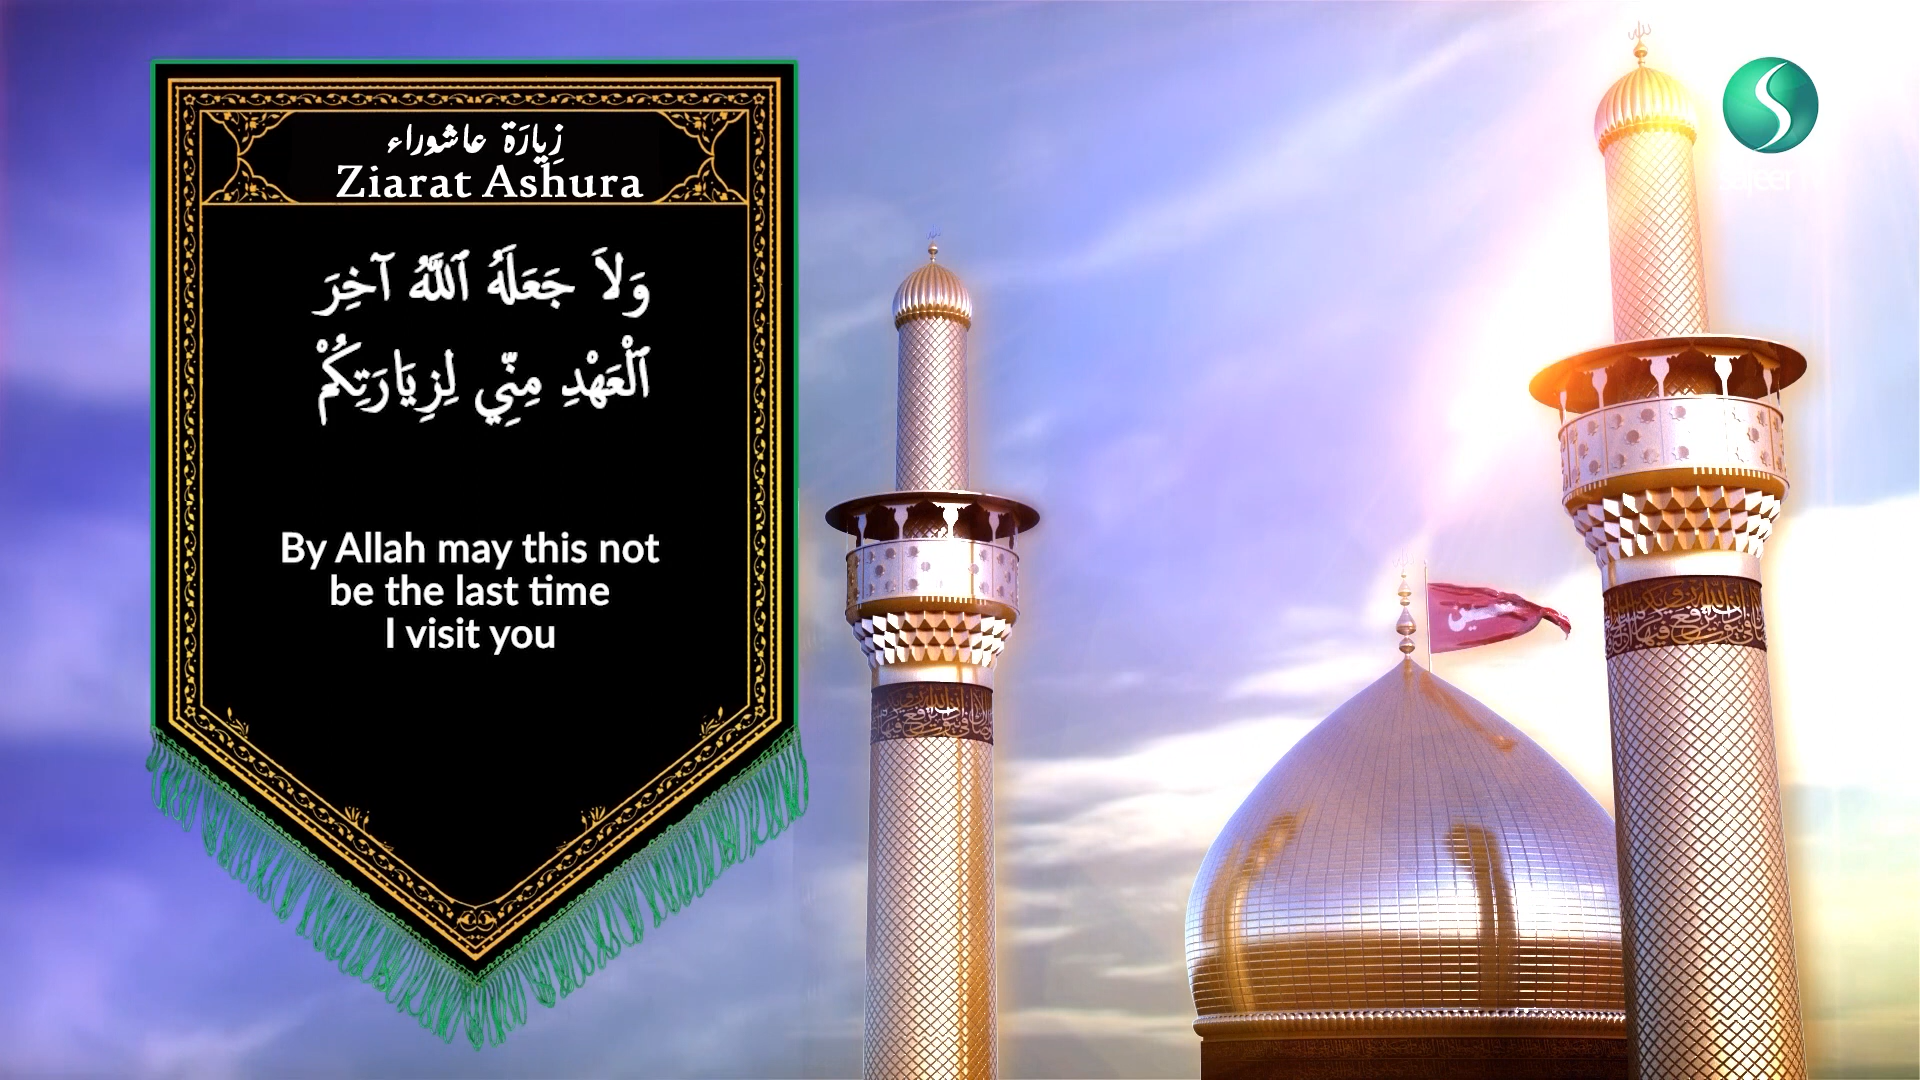 زِيارَة عاشوراء
Ziarat Ashura
وَلاَ جَعَلَهُ ٱللَّهُ آخِرَ
ٱلْعَهْدِ مِنِّي لِزِيَارَتِكُمْ
By Allah may this not
be the last time
I visit you
حسين